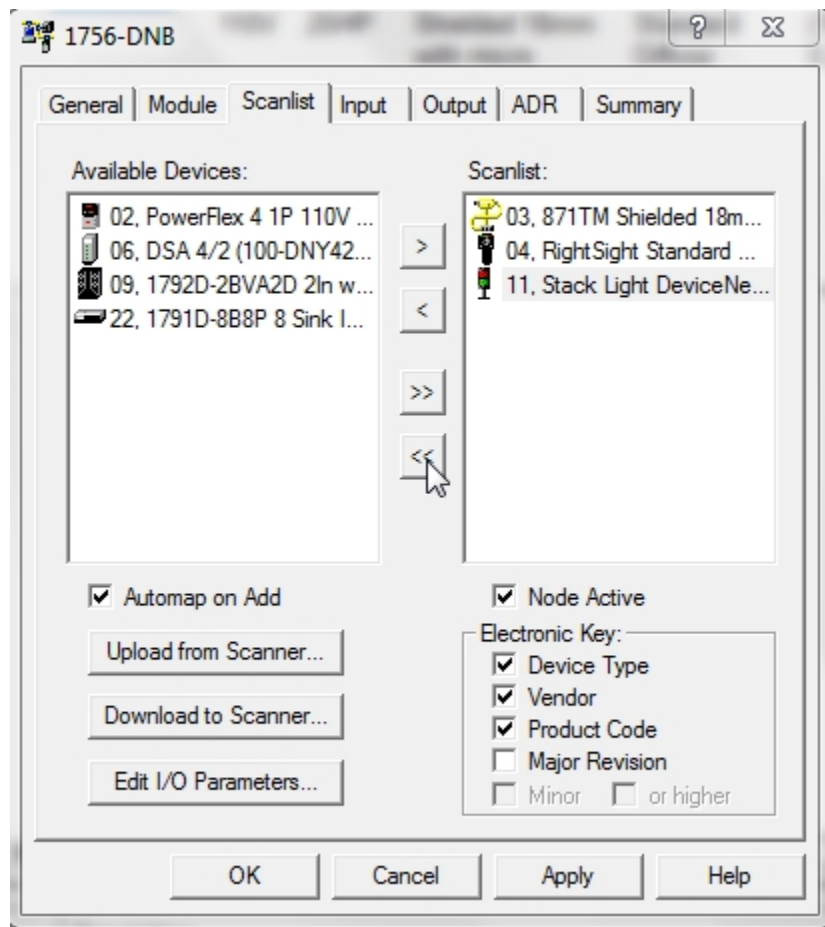 1756-DNB
General Module Scanlist Input Output ADR Summary
Available Devices:
02, PowerFlex 4 1P 110V ...
06, DSA 4/2 (100-DNY42...
09, 1792D-2BVA2D 2In w...
22, 1791D-8B8P 8 Sink I...
>
<
>>
<<
Scanlist:
03, 871TM Shielded 18m...
04, RightSight Standard ...
11, Stack Light DeviceNe...
Automap on Add
Upload from Scanner...
Download to Scanner...
Edit I/O Parameters...
Node Active
Electronic Key:
Device Type
Vendor
Product Code
Major Revision
Minor or higher
OK Cancel Apply Help